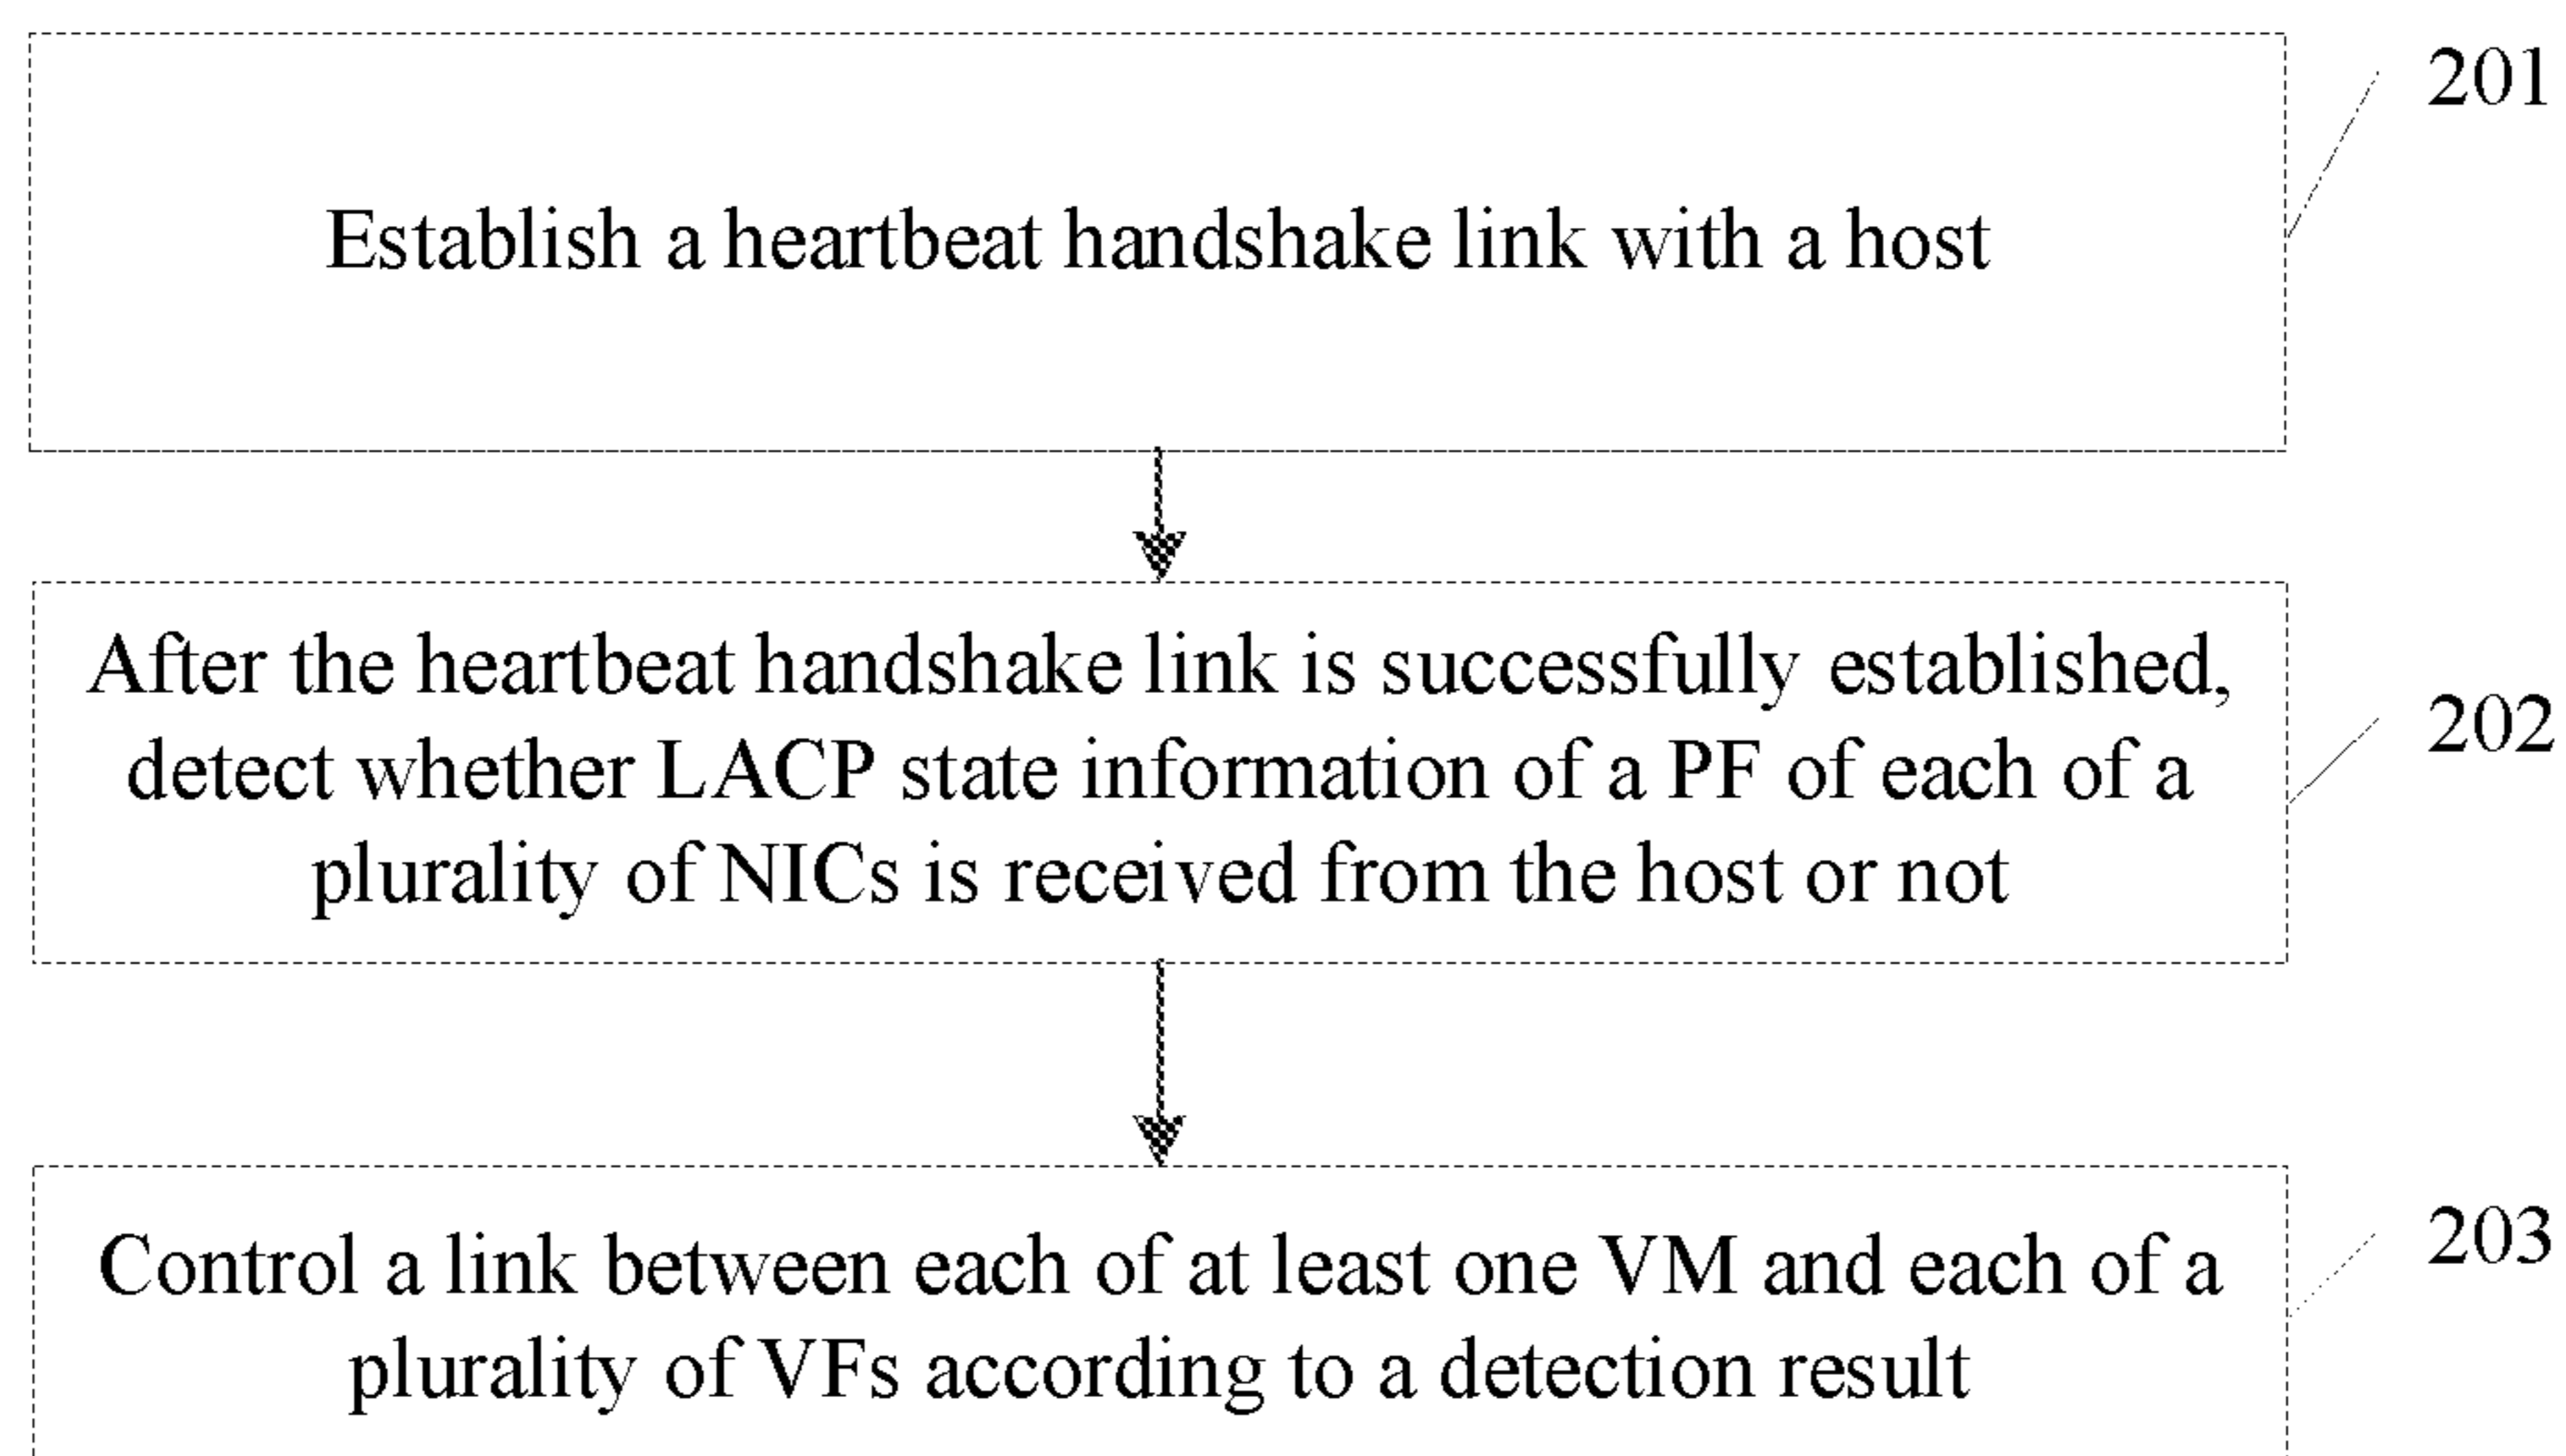 201
Establish a heartbeat handshake link with a host
After the heartbeat handshake link is successfully established,
detect whether LACP state information of a PF of each of a
plurality of NICs is received from the host or not
202
Control a link between each of at least one VM and each of a
plurality of VFs according to a detection result
203